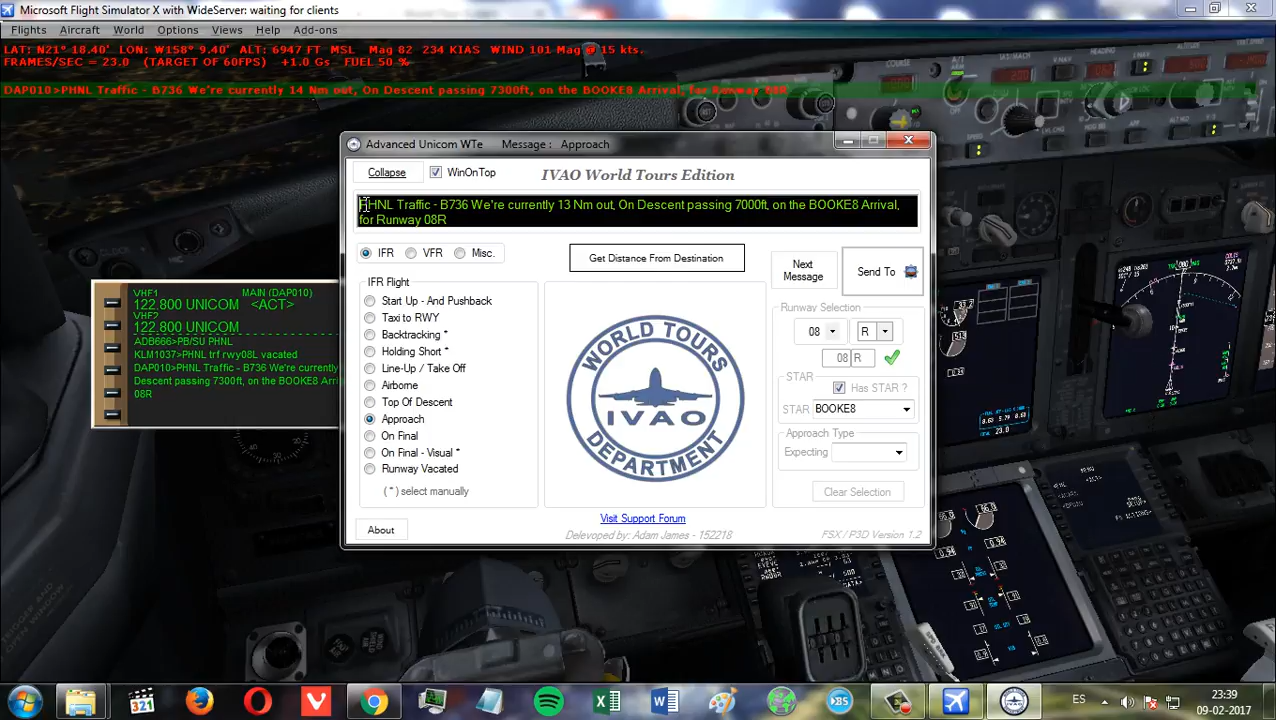 Microsoft Flight Simulator X with WideServer: waiting for clients
Flights Aircraft World Options Views Help Add-ons
LAT: N21° 18.40' LON: W158° 9.40' ALT: 6947 FT MSL Mag 82 234 KIAS WIND 101 Mag @ 15 kts.
FRAMES/SEC = 23.0 (TARGET OF 60FPS) +1.0 Gs FUEL 50 %
DAP010>PHNL Traffic - B736 We're currently 14 Nm out, On Descent passing 7300ft, on the BOOKE8 Arrival, for Runway 08R
Advanced Unicom WTe Message : Approach
Collapse WinOnTop IVAO World Tours Edition
PHNL Traffic - B736 We're currently 13 Nm out, On Descent passing 7000ft, on the BOOKE8 Arrival,
for Runway 08R
IFR VFR Misc.
Get Distance From Destination
Next
Message
Send To
IFR Flight
Start Up - And Pushback
Taxi to RWY
Backtracking *
Holding Short *
Line-Up / Take Off
Airbome
Top Of Descent
Approach
On Final
On Final - Visual *
Runway Vacated
( * ) select manually
WORLD TOURS
IVAO
DEPARTMENT
Runway Selection
08 R
08 R
STAR
Has STAR ?
STAR BOOKE8
Approach Type
Expecting
Clear Selection
Visit Support Forum
About
Delevoped by: Adam James - 152218
FSX / P3D Version 1.2
VHF1 MAIN (DAP010)
122.800 UNICOM <ACT>
VHF2
122.800 UNICOM
ADB666>PB/SU PHNL
KLM1037>PHNL trf rwy08L vacated
DAP010>PHNL Traffic - B736 We're currently
Descent passing 7300ft, on the BOOKE8 Arri
08R
321
ES
23:39
09-02-2017